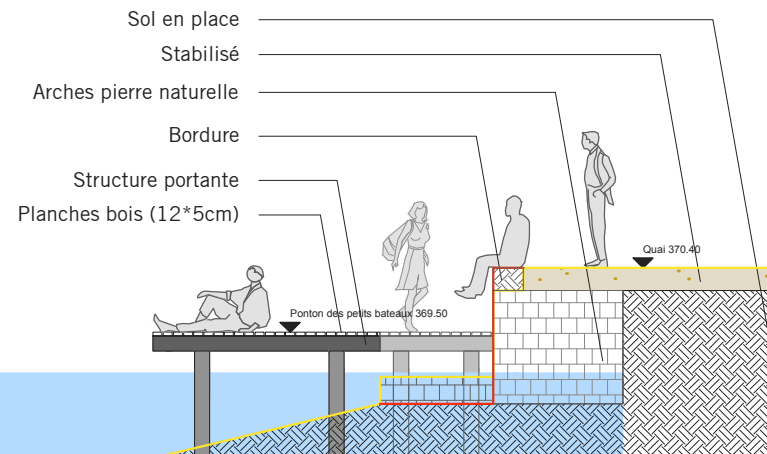 Sol en place
Stabilisé
Arches pierre naturelle
Bordure
Structure portante
Planches bois (12*5cm)
Quai 370.40
Ponton des petits bateaux 369.50